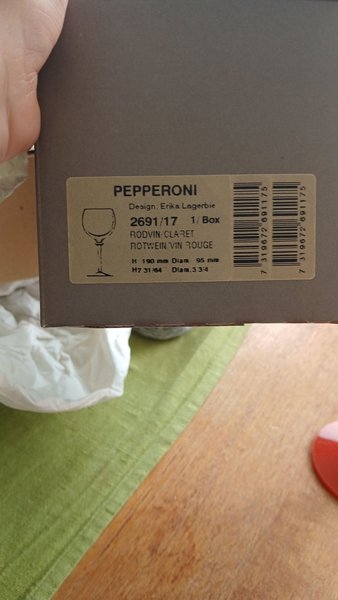 PEPPERONI
Design: Erika Lagerbie
2691/17 1/Box
RÖDVIN/CLARET
ROTWEIN/VIN ROUGE
H 190 mm Diam. 95 mm
H7 31/64 Diam. 3 3/4
7 319672 691175
7 319672 691175